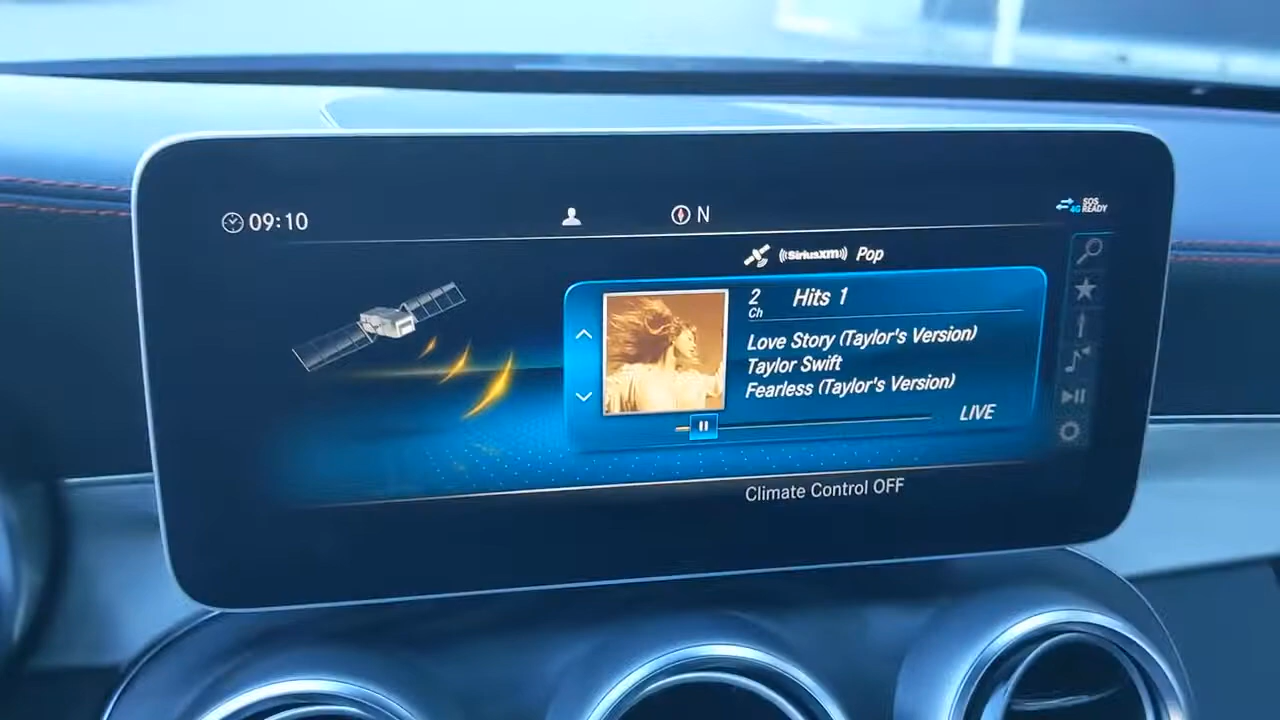 09:10
N
4G SOS READY
SiriusXM Pop
2 Ch Hits 1
Love Story (Taylor's Version)
Taylor Swift
Fearless (Taylor's Version)
LIVE
Climate Control OFF